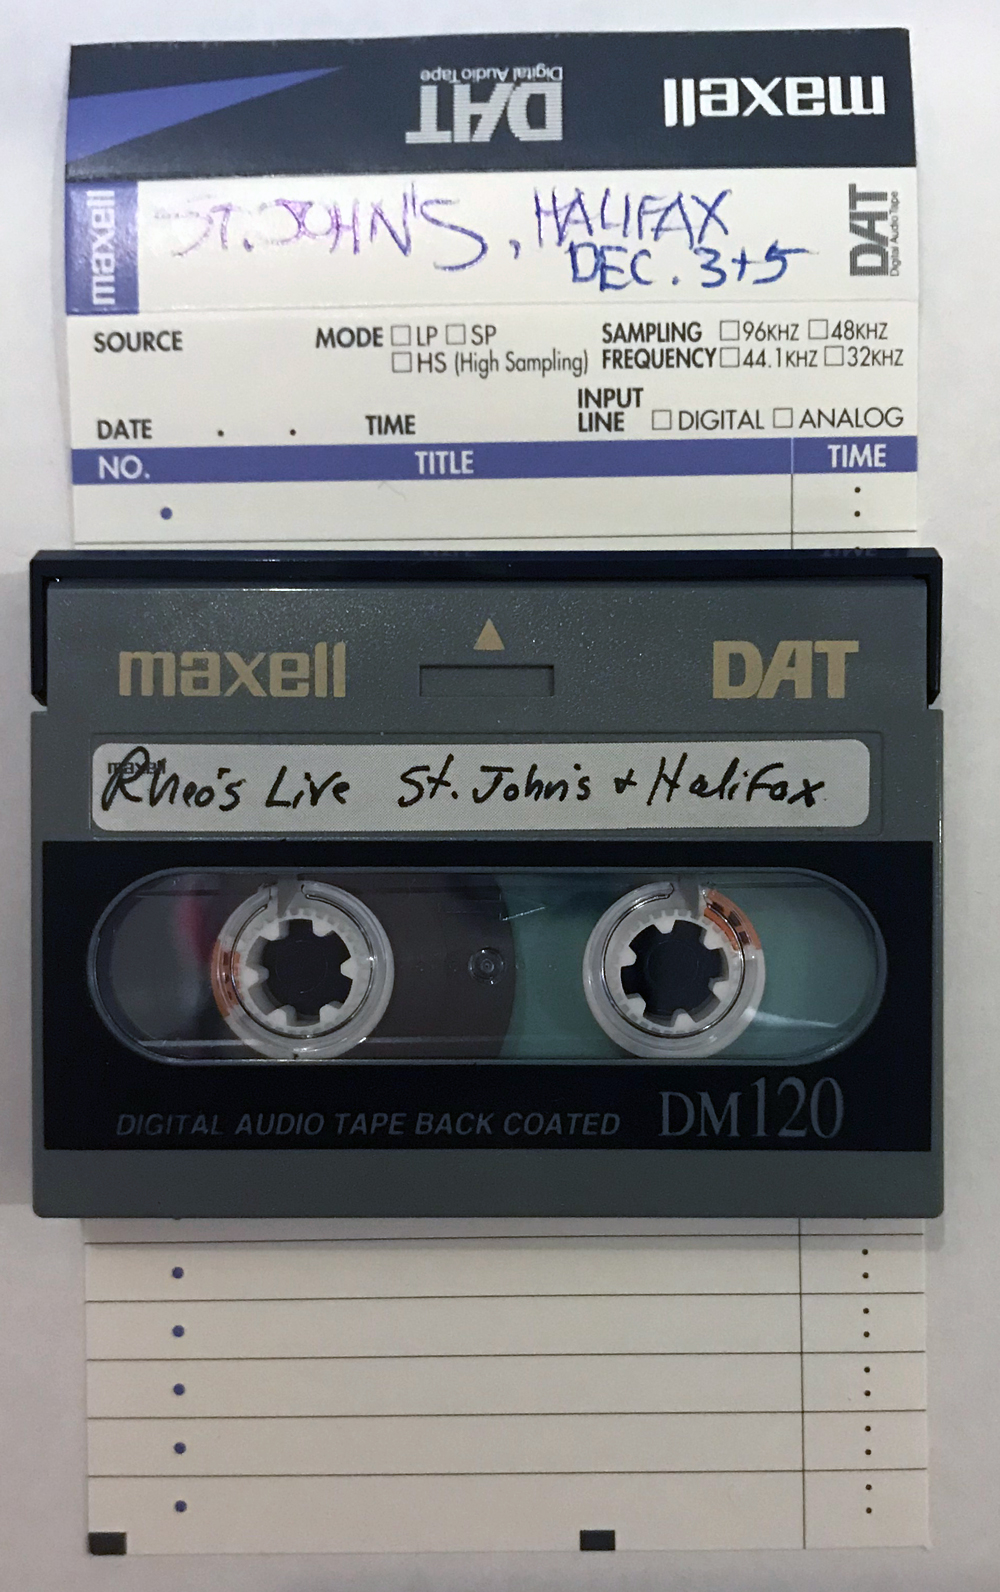 maxell DAT
Digital Audio Tape
maxell ST. JOHN'S, HALIFAX DAT
Digital Audio Tape
DEC. 3+5
SOURCE MODE □ LP □ SP SAMPLING □ 96KHZ □ 48KHZ
□ HS (High Sampling) FREQUENCY □ 44.1KHZ □ 32KHZ
INPUT
DATE . . TIME LINE □ DIGITAL □ ANALOG
NO. TITLE TIME
maxell DAT
maxell
Rheo's Live St. John's + Halifax
DIGITAL AUDIO TAPE BACK COATED DM120